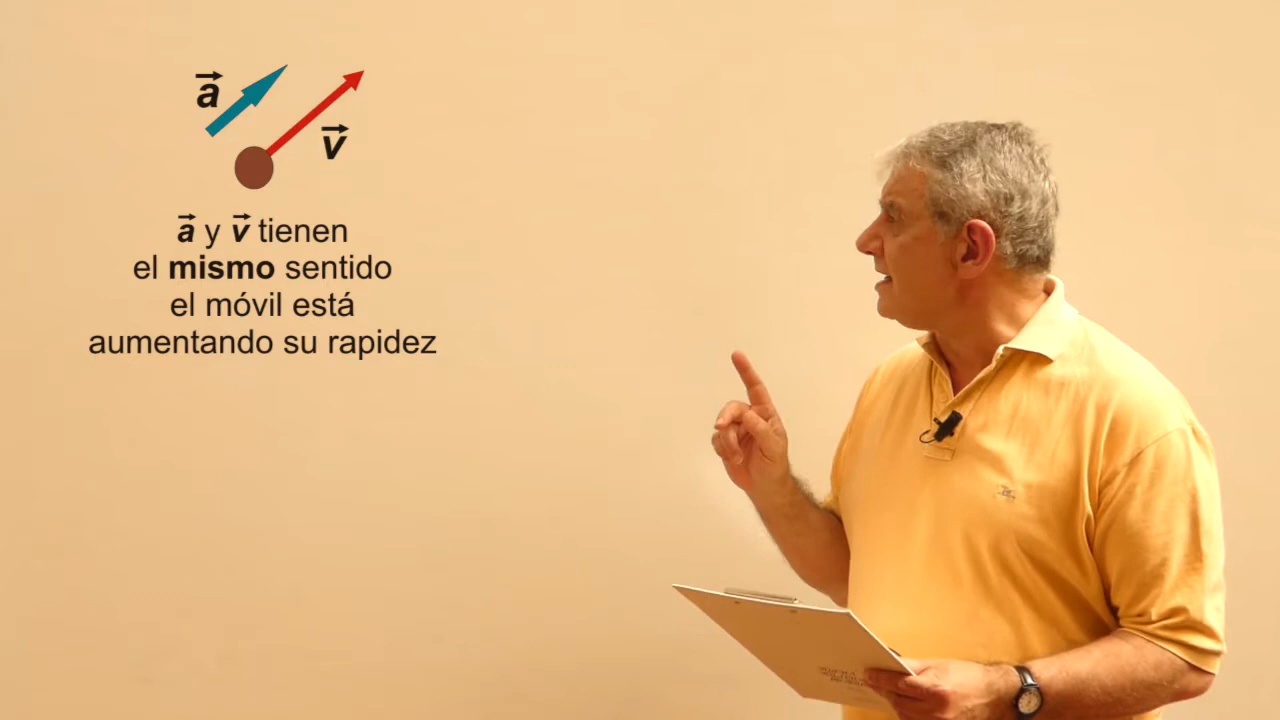 a
v
a y v tienen
el mismo sentido
el móvil está
aumentando su rapidez